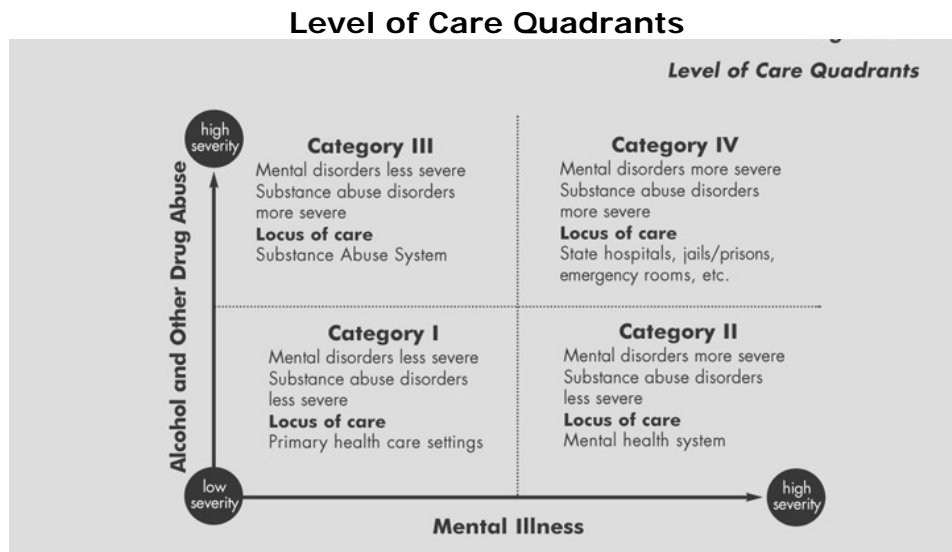 Level of Care Quadrants
Level of Care Quadrants
high
severity
Alcohol and Other Drug Abuse
Category III
Mental disorders less severe
Substance abuse disorders
more severe
Locus of care
Substance Abuse System
Category IV
Mental disorders more severe
Substance abuse disorders
more severe
Locus of care
State hospitals, jails/prisons,
emergency rooms, etc.
Category I
Mental disorders less severe
Substance abuse disorders
less severe
Locus of care
Primary health care settings
Category II
Mental disorders more severe
Substance abuse disorders
less severe
Locus of care
Mental health system
low
severity
high
severity
Mental Illness